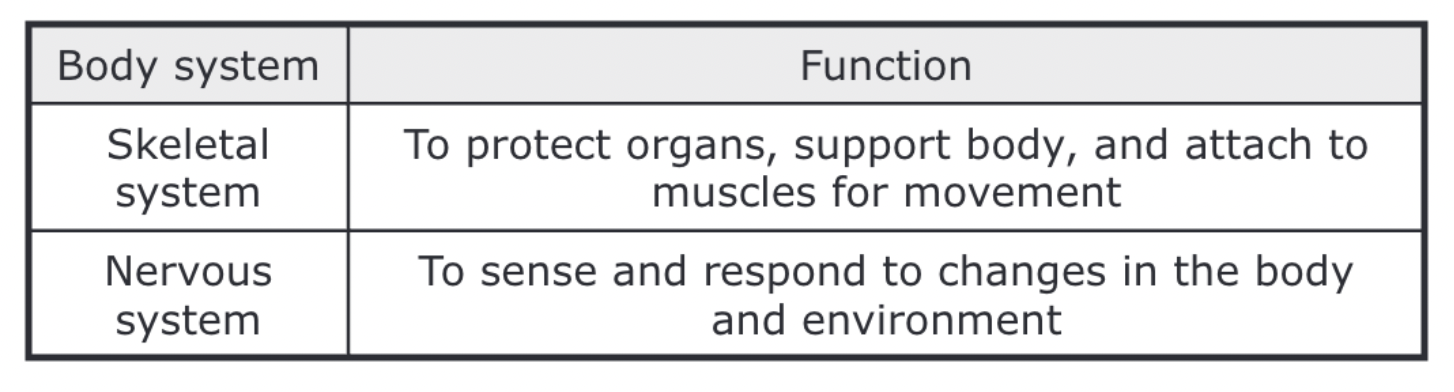 Body system
Function
Skeletal
system
To protect organs, support body, and attach to
muscles for movement
Nervous
system
To sense and respond to changes in the body
and environment